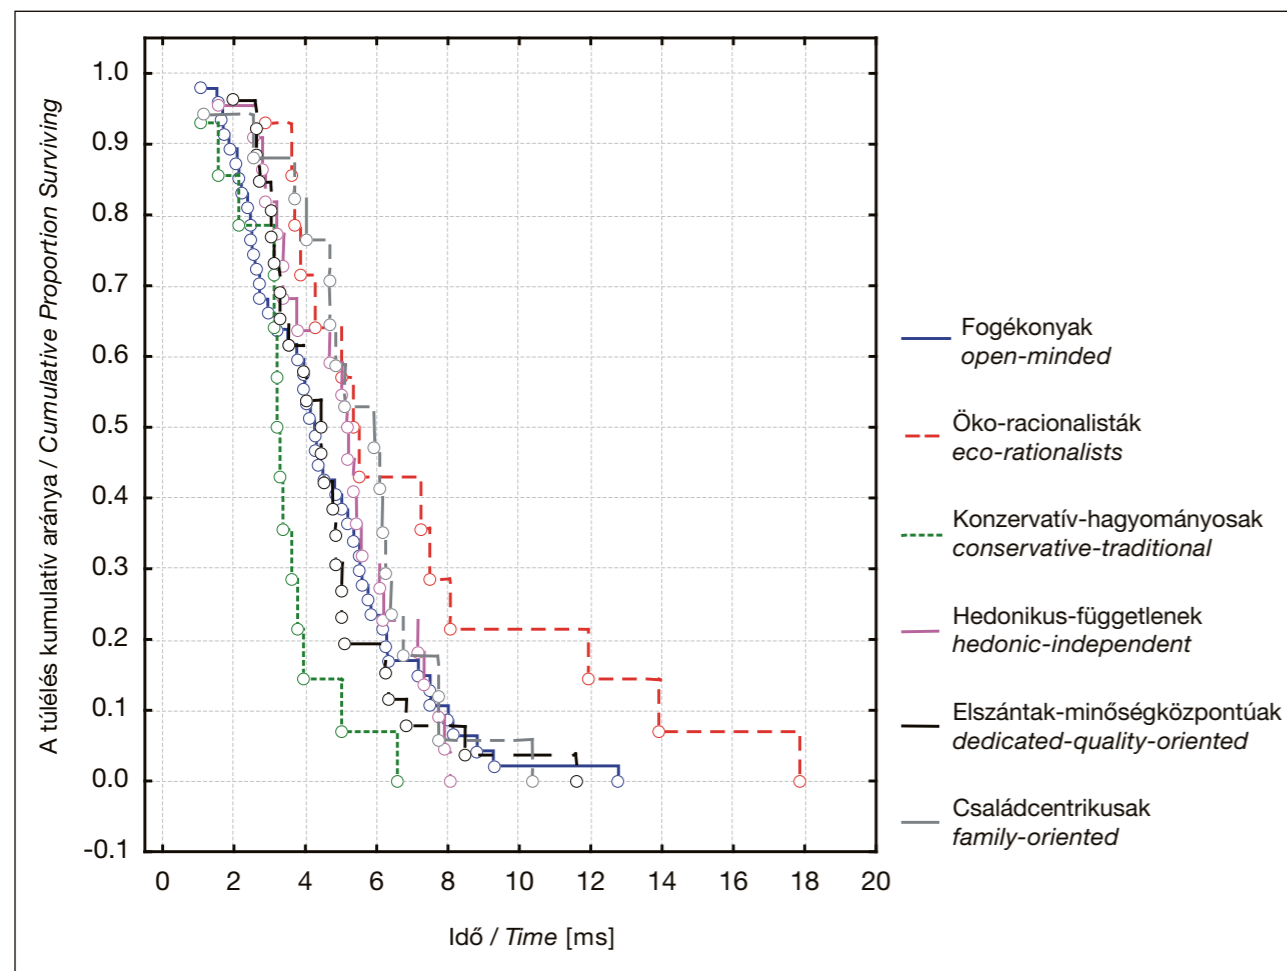 A túlélés kumulatív aránya / Cumulative Proportion Surviving
1.0
0.9
0.8
0.7
0.6
0.5
0.4
0.3
0.2
0.1
0.0
-0.1
0 2 4 6 8 10 12 14 16 18 20
Idő / Time [ms]
Fogékonyak
open-minded
Öko-racionalisták
eco-rationalists
Konzervatív-hagyományosak
conservative-traditional
Hedonikus-függetlenek
hedonic-independent
Elszántak-minőségközpontúak
dedicated-quality-oriented
Családcentrikusak
family-oriented